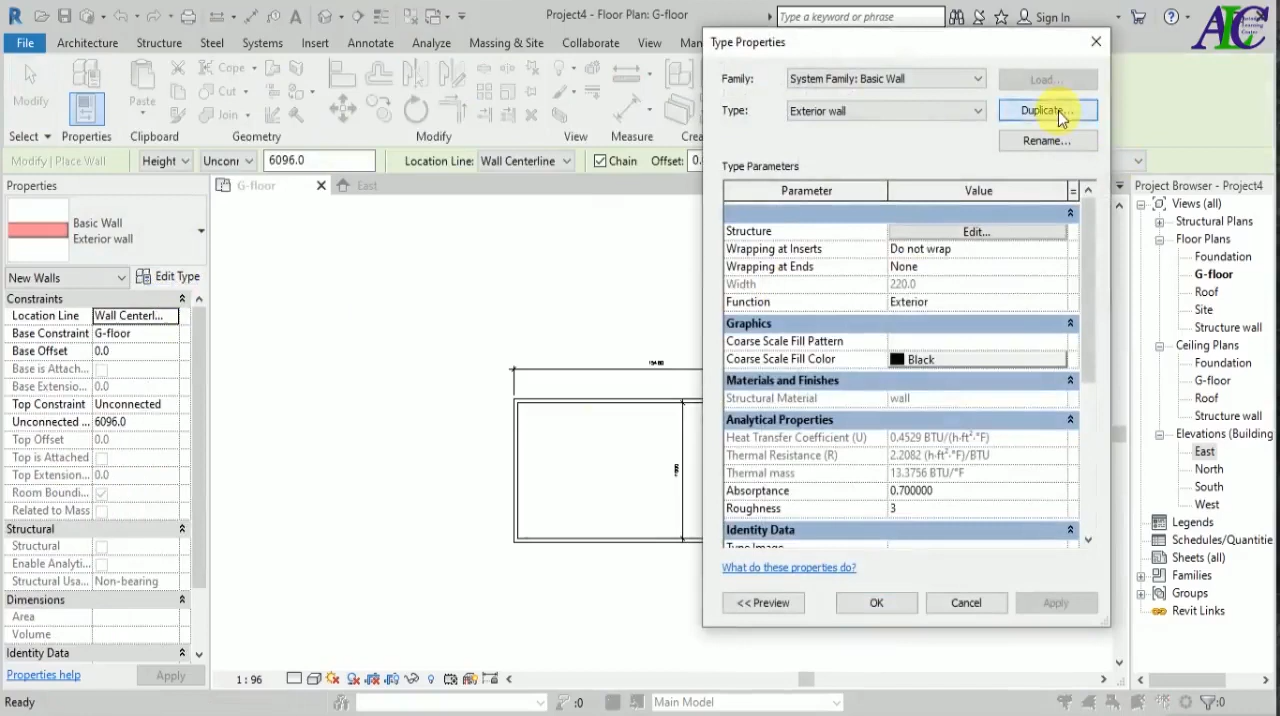 Project4 - Floor Plan: G-floor
Type a keyword or phrase
Sign In
ALC
File
Architecture
Structure
Steel
Systems
Insert
Annotate
Analyze
Massing & Site
Collaborate
View
Man
Modify
Paste
Cope
Cut
Join
Select
Properties
Clipboard
Geometry
Modify
View
Measure
Crea
Modify | Place Wall
Height
Unconr
6096.0
Location Line:
Wall Centerline
Chain
Offset:
0.
Properties
Basic Wall
Exterior wall
New Walls
Edit Type
Constraints
Location Line
Wall Centerl...
Base Constraint
G-floor
Base Offset
0.0
Base is Attach...
Base Extensio...
0.0
Top Constraint
Unconnected
Unconnected ...
6096.0
Top Offset
0.0
Top is Attached
Top Extension...
0.0
Room Boundi...
Related to Mass
Structural
Structural
Enable Analyti...
Structural Usa...
Non-bearing
Dimensions
Area
Volume
Identity Data
Properties help
Apply
G-floor
East
Type Properties
Family:
System Family: Basic Wall
Load...
Type:
Exterior wall
Duplicate...
Rename...
Type Parameters
Parameter
Value
=
Structure
Edit...
Wrapping at Inserts
Do not wrap
Wrapping at Ends
None
Width
220.0
Function
Exterior
Graphics
Coarse Scale Fill Pattern
Coarse Scale Fill Color
Black
Materials and Finishes
Structural Material
wall
Analytical Properties
Heat Transfer Coefficient (U)
0.4529 BTU/(h·ft²·°F)
Thermal Resistance (R)
2.2082 (h·ft²·°F)/BTU
Thermal mass
13.3756 BTU/°F
Absorptance
0.700000
Roughness
3
Identity Data
Type Image
What do these properties do?
<< Preview
OK
Cancel
Apply
Project Browser - Project4
Views (all)
Structural Plans
Floor Plans
Foundation
G-floor
Roof
Site
Structure wall
Ceiling Plans
Foundation
G-floor
Roof
Structure wall
Elevations (Building
East
North
South
West
Legends
Schedules/Quantitie
Sheets (all)
Families
Groups
Revit Links
1 : 96
Ready
:0
Main Model
:0